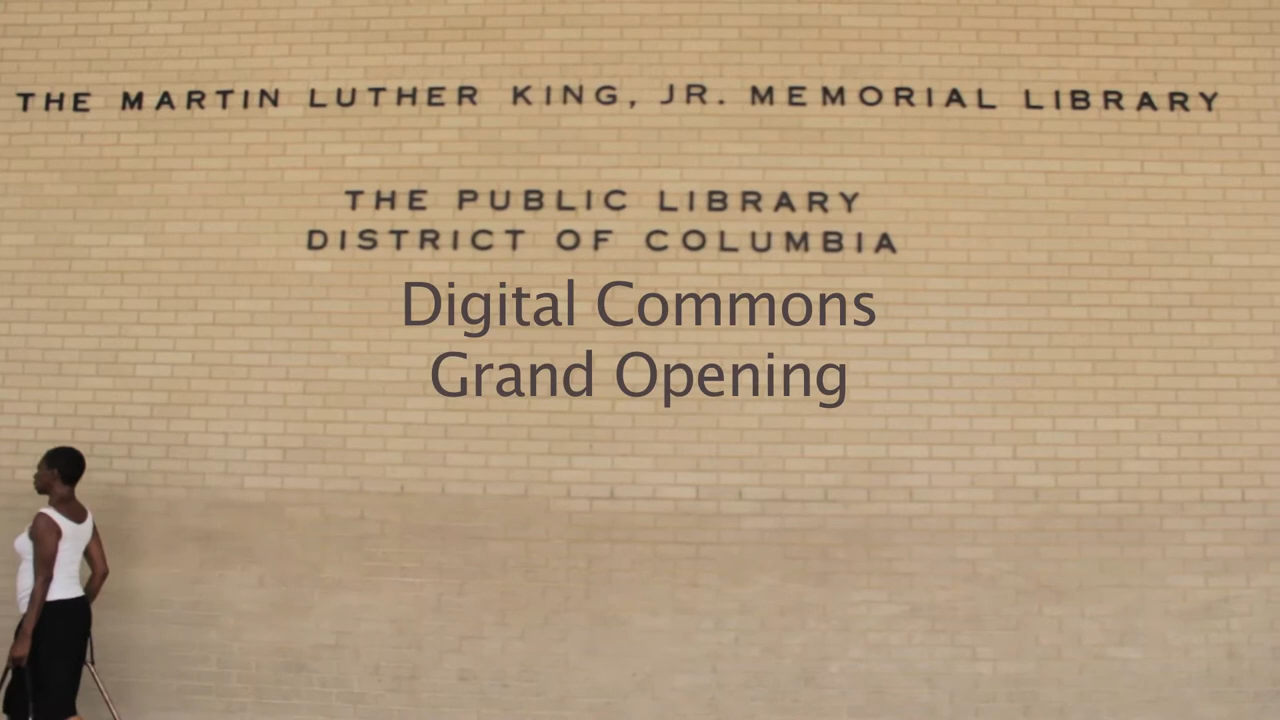 THE MARTIN LUTHER KING, JR. MEMORIAL LIBRARY
THE PUBLIC LIBRARY
DISTRICT OF COLUMBIA
Digital Commons
Grand Opening